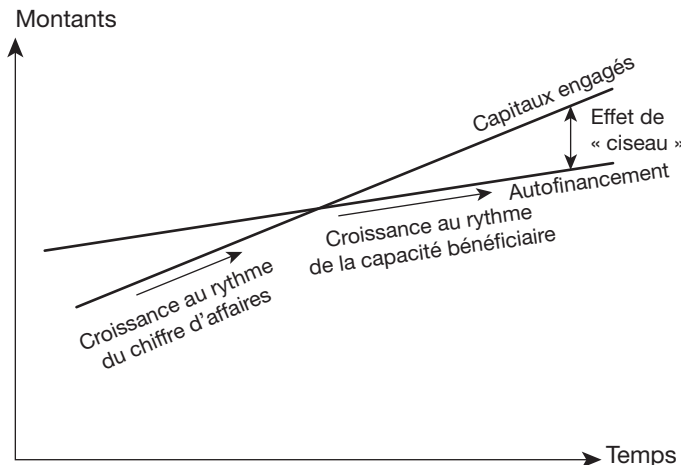 Montants
Capitaux engagés
Effet de
« ciseau »
Autofinancement
Croissance au rythme
de la capacité bénéficiaire
Croissance au rythme
du chiffre d’affaires
Temps